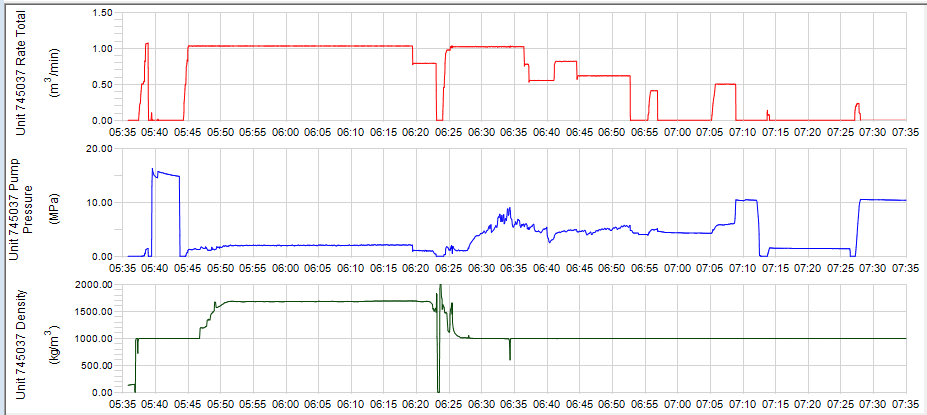 Unit 745037 Rate Total
(m³/min)
1.50
1.00
0.50
0.00
05:35 05:40 05:45 05:50 05:55 06:00 06:05 06:10 06:15 06:20 06:25 06:30 06:35 06:40 06:45 06:50 06:55 07:00 07:05 07:10 07:15 07:20 07:25 07:30 07:35
Unit 745037 Pump
Pressure
(MPa)
20.00
10.00
0.00
05:35 05:40 05:45 05:50 05:55 06:00 06:05 06:10 06:15 06:20 06:25 06:30 06:35 06:40 06:45 06:50 06:55 07:00 07:05 07:10 07:15 07:20 07:25 07:30 07:35
Unit 745037 Density
(kg/m³)
2000.00
1500.00
1000.00
500.00
0.00
05:35 05:40 05:45 05:50 05:55 06:00 06:05 06:10 06:15 06:20 06:25 06:30 06:35 06:40 06:45 06:50 06:55 07:00 07:05 07:10 07:15 07:20 07:25 07:30 07:35